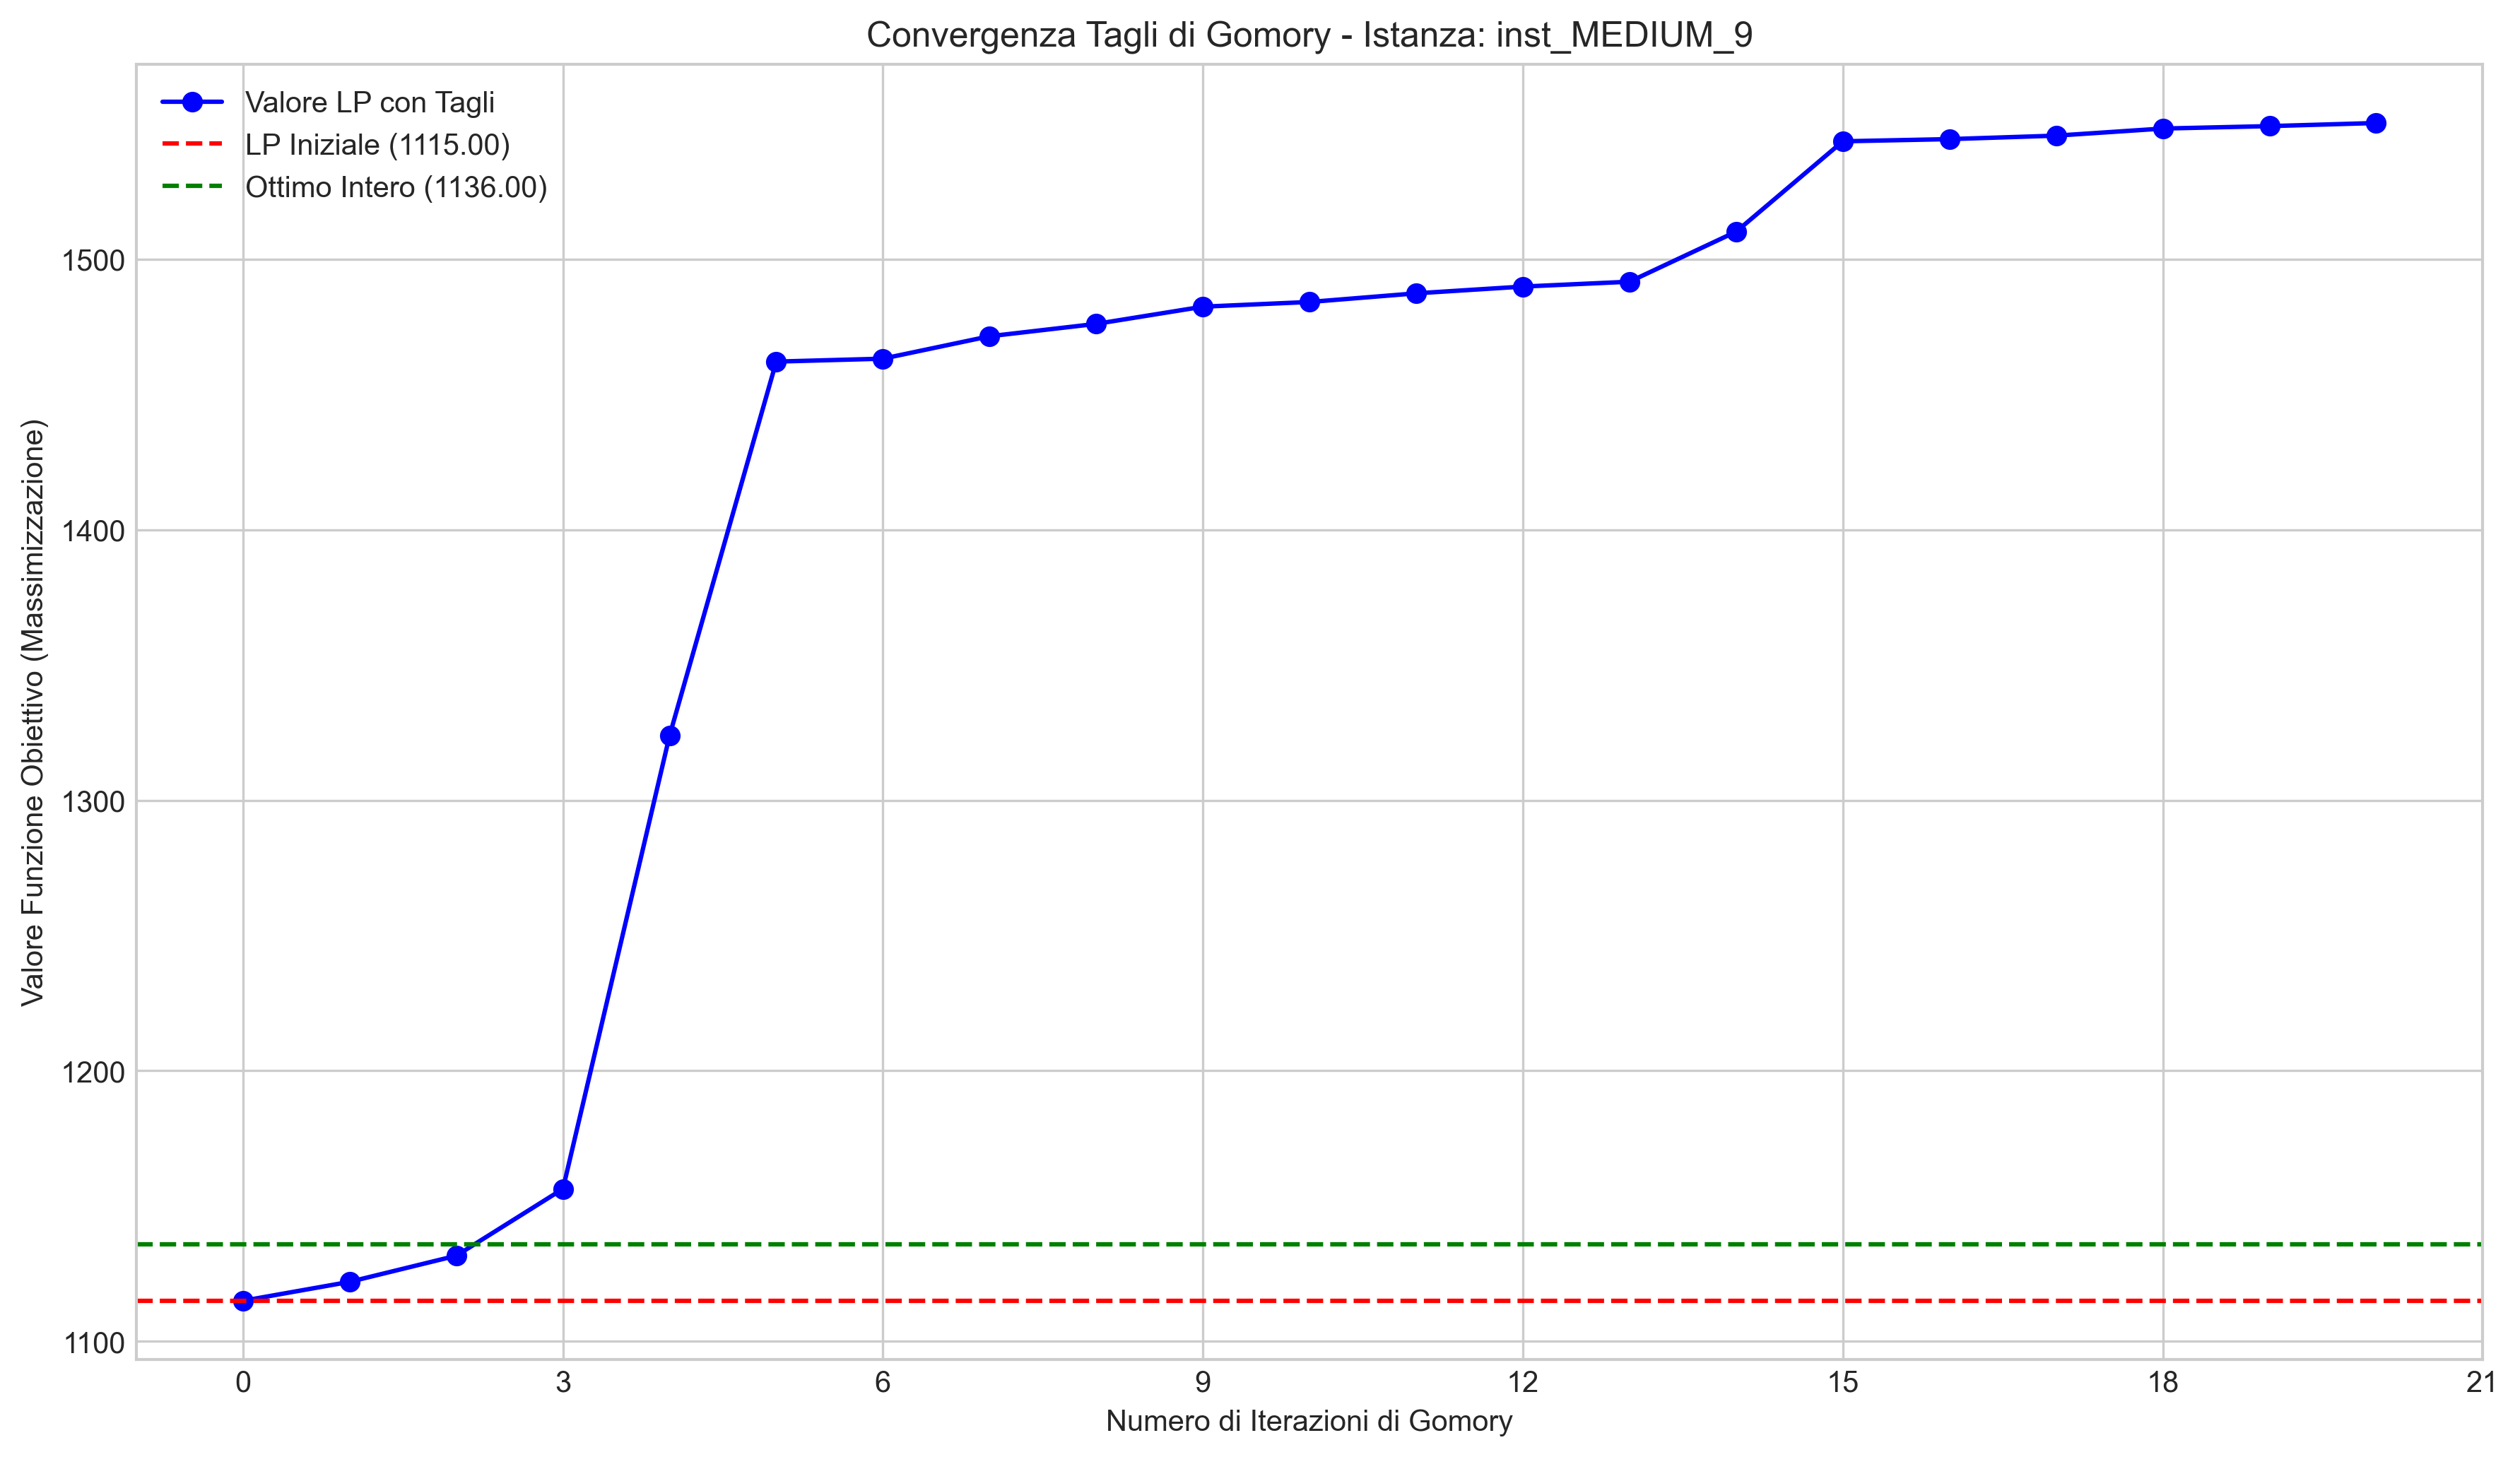 Convergenza Tagli di Gomory - Istanza: inst_MEDIUM_9
Valore LP con Tagli
LP Iniziale (1115.00)
Ottimo Intero (1136.00)
Valore Funzione Obiettivo (Massimizzazione)
1500
1400
1300
1200
1100
0 3 6 9 12 15 18 21
Numero di Iterazioni di Gomory